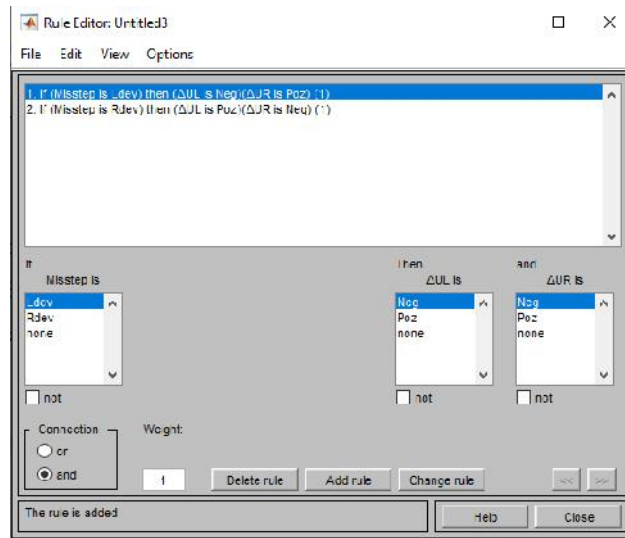 Rule Editor: Untitled3
File Edit View Options
1. If (Misstep is Ldev) then (ΔUL is Neg)(ΔUR is Poz) (1)
2. If (Misstep is Rdev) then (ΔUL is Poz)(ΔUR is Neg) (1)
If
Misstep is
Ldev
Rdev
none
not
Then
ΔUL is
Neg
Poz
none
not
and
ΔUR is
Neg
Poz
none
not
Connection
or
and
Weight:
1
Delete rule
Add rule
Change rule
<<
>>
The rule is added
Help
Close